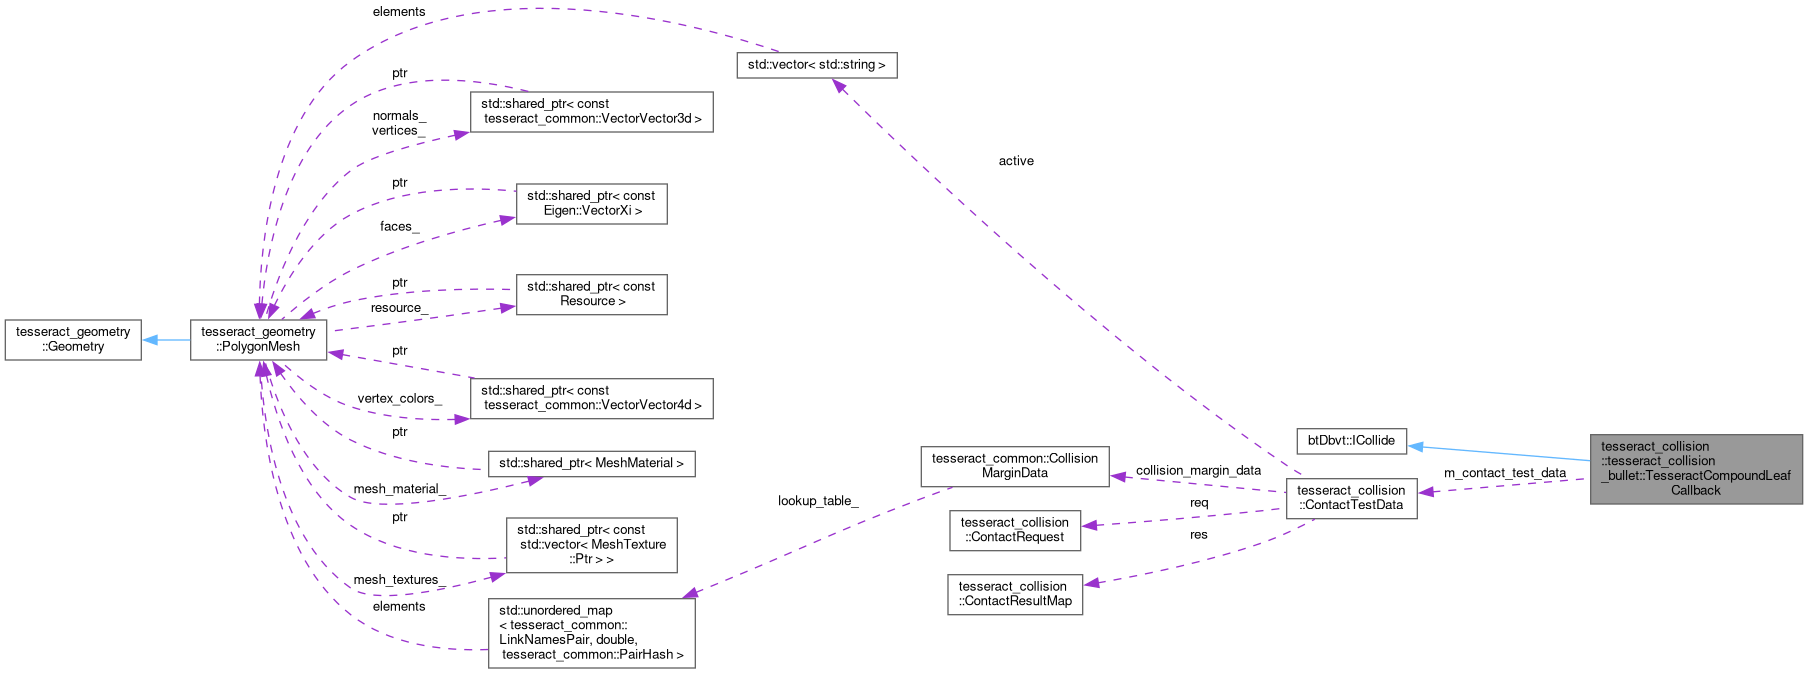 elements
std::vector< std::string >
ptr
std::shared_ptr< const
tesseract_common::VectorVector3d >
normals_
vertices_
active
ptr
std::shared_ptr< const
Eigen::VectorXi >
faces_
ptr
std::shared_ptr< const
Resource >
resource_
tesseract_geometry
::Geometry
tesseract_geometry
::PolygonMesh
ptr
std::shared_ptr< const
tesseract_common::VectorVector4d >
vertex_colors_
ptr
std::shared_ptr< MeshMaterial >
mesh_material_
ptr
std::shared_ptr< const
std::vector< MeshTexture
::Ptr > >
mesh_textures_
elements
std::unordered_map
< tesseract_common::
LinkNamesPair, double,
tesseract_common::PairHash >
lookup_table_
tesseract_common::Collision
MarginData
collision_margin_data
req
tesseract_collision
::ContactRequest
res
tesseract_collision
::ContactResultMap
btDbvt::ICollide
tesseract_collision
::ContactTestData
m_contact_test_data
tesseract_collision
::tesseract_collision
_bullet::TesseractCompoundLeaf
Callback